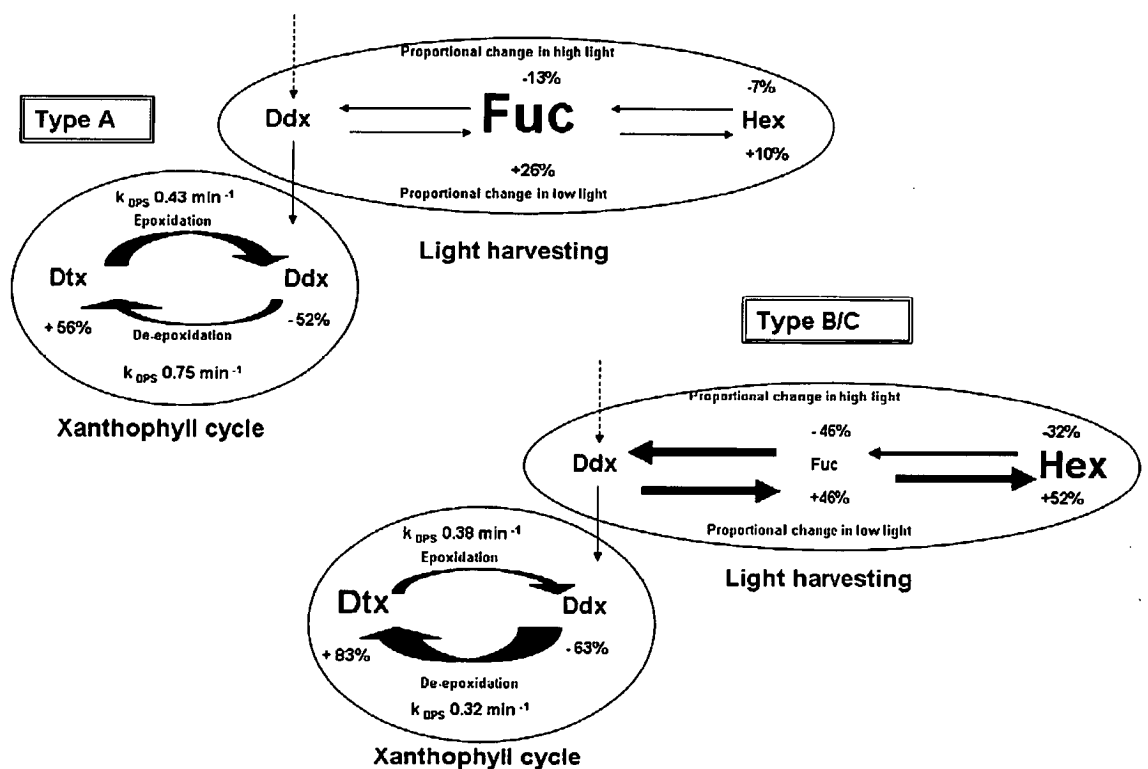 Type A
Proportional change in high light
-13%
-7%
Ddx
Fuc
Hex
+26%
+10%
Proportional change in low light
Light harvesting
k DPS 0.43 min -1
Epoxidation
Dtx
Ddx
+ 56%
- 52%
De-epoxidation
k DPS 0.75 min -1
Xanthophyll cycle
Type B/C
Proportional change in high light
- 46%
-32%
Ddx
Fuc
Hex
+46%
+52%
Proportional change in low light
Light harvesting
k DPS 0.38 min -1
Epoxidation
Dtx
Ddx
+ 83%
- 63%
De-epoxidation
k DPS 0.32 min -1
Xanthophyll cycle